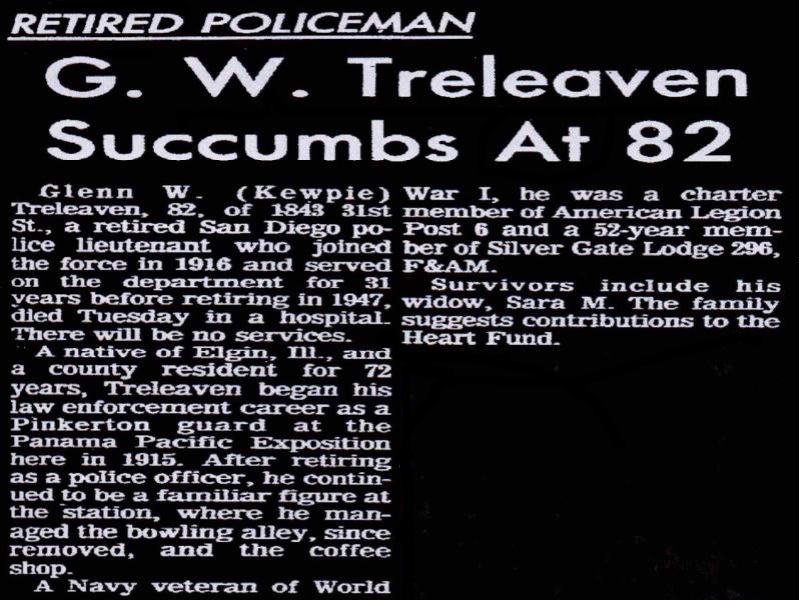 RETIRED POLICEMAN
G. W. Treleaven
Succumbs At 82
Glenn W. (Kewpie)
Treleaven, 82, of 1843 31st
St., a retired San Diego po-
lice lieutenant who joined
the force in 1916 and served
on the department for 31
years before retiring in 1947,
died Tuesday in a hospital.
There will be no services.
A native of Elgin, Ill., and
a county resident for 72
years, Treleaven began his
law enforcement career as a
Pinkerton guard at the
Panama Pacific Exposition
here in 1915. After retiring
as a police officer, he contin-
ued to be a familiar figure at
the station, where he man-
aged the bowling alley, since
removed, and the coffee
shop.
A Navy veteran of World
War I, he was a charter
member of American Legion
Post 6 and a 52-year mem-
ber of Silver Gate Lodge 296,
F&AM.
Survivors include his
widow, Sara M. The family
suggests contributions to the
Heart Fund.